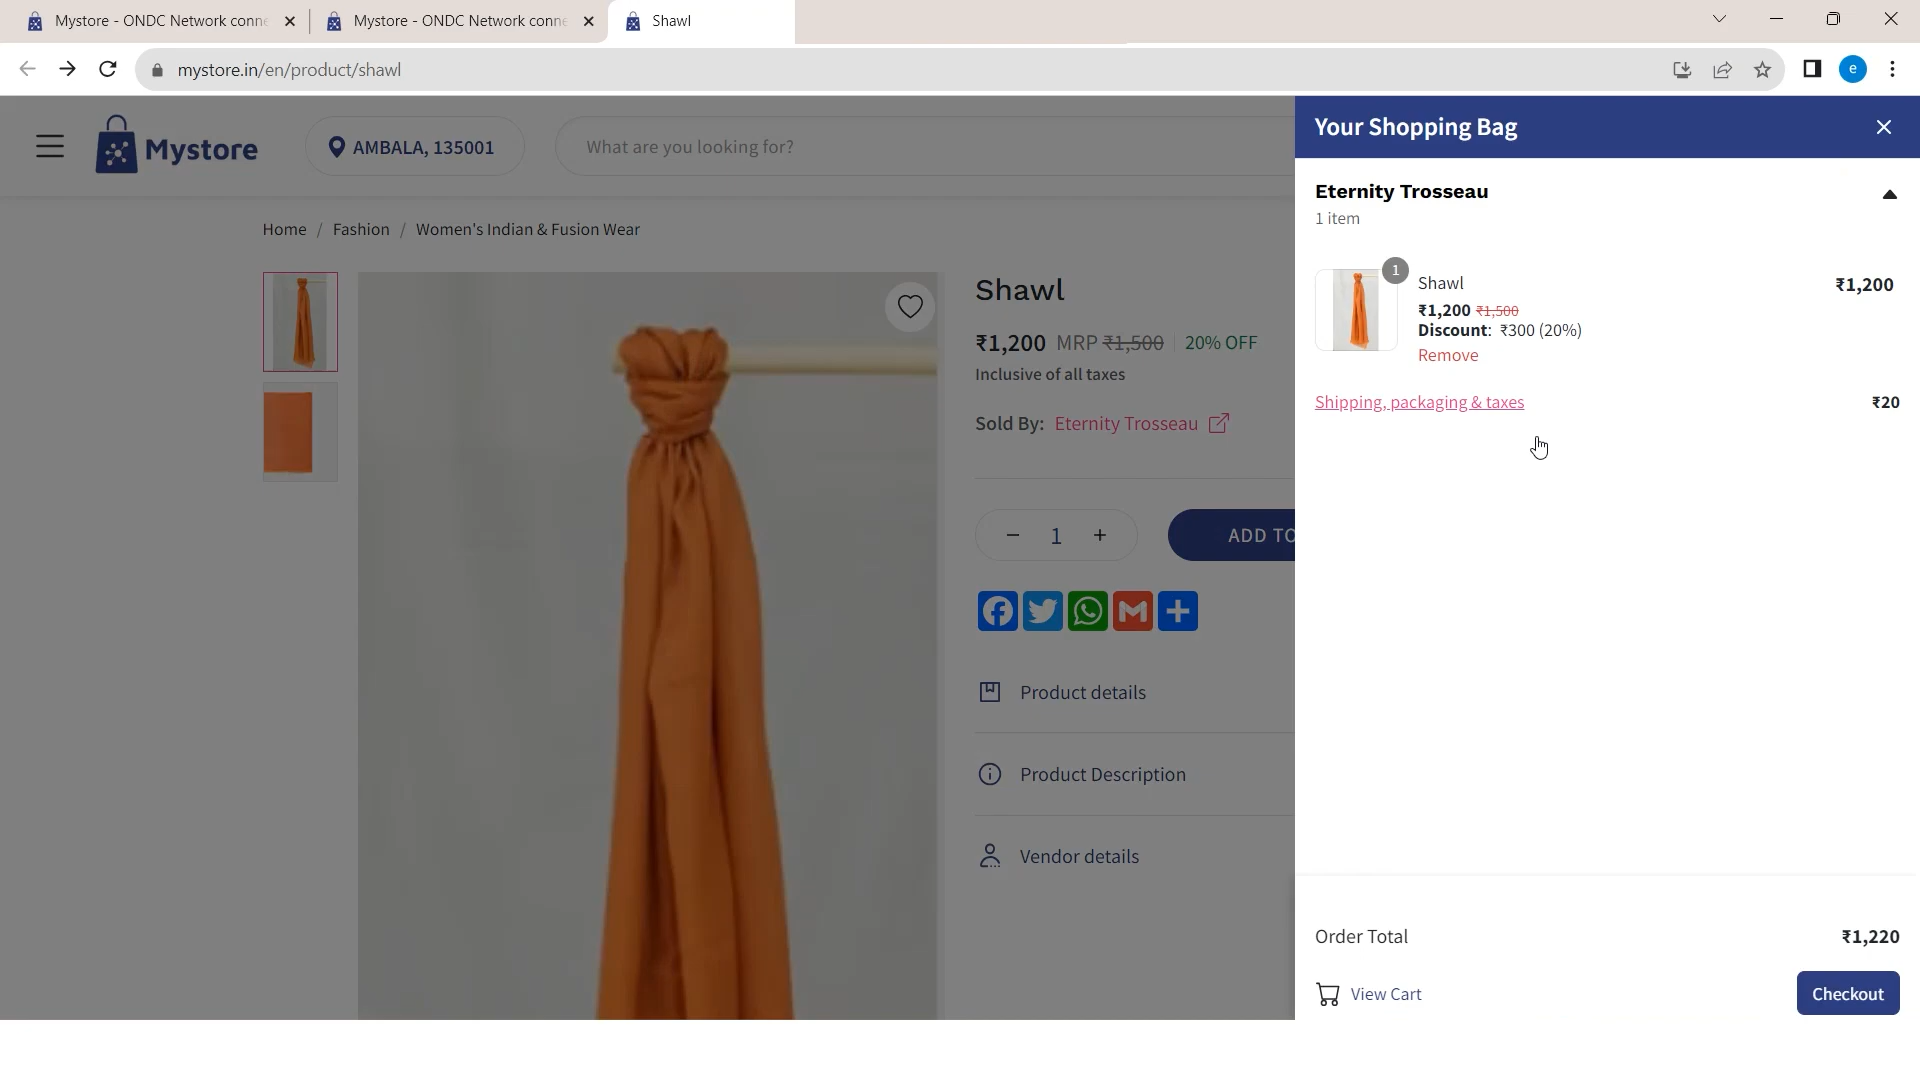 Mystore - ONDC Network conne
Mystore - ONDC Network conne
Shawl
mystore.in/en/product/shawl
e
Mystore
AMBALA, 135001
What are you looking for?
Home / Fashion / Women's Indian & Fusion Wear
Shawl
₹1,200 MRP ₹1,500 20% OFF
Inclusive of all taxes
Sold By: Eternity Trosseau
1
ADD TO
Product details
Product Description
Vendor details
Your Shopping Bag
Eternity Trosseau
1 item
1
Shawl
₹1,200
₹1,200 ₹1,500
Discount: ₹300 (20%)
Remove
Shipping, packaging & taxes
₹20
Order Total
₹1,220
View Cart
Checkout